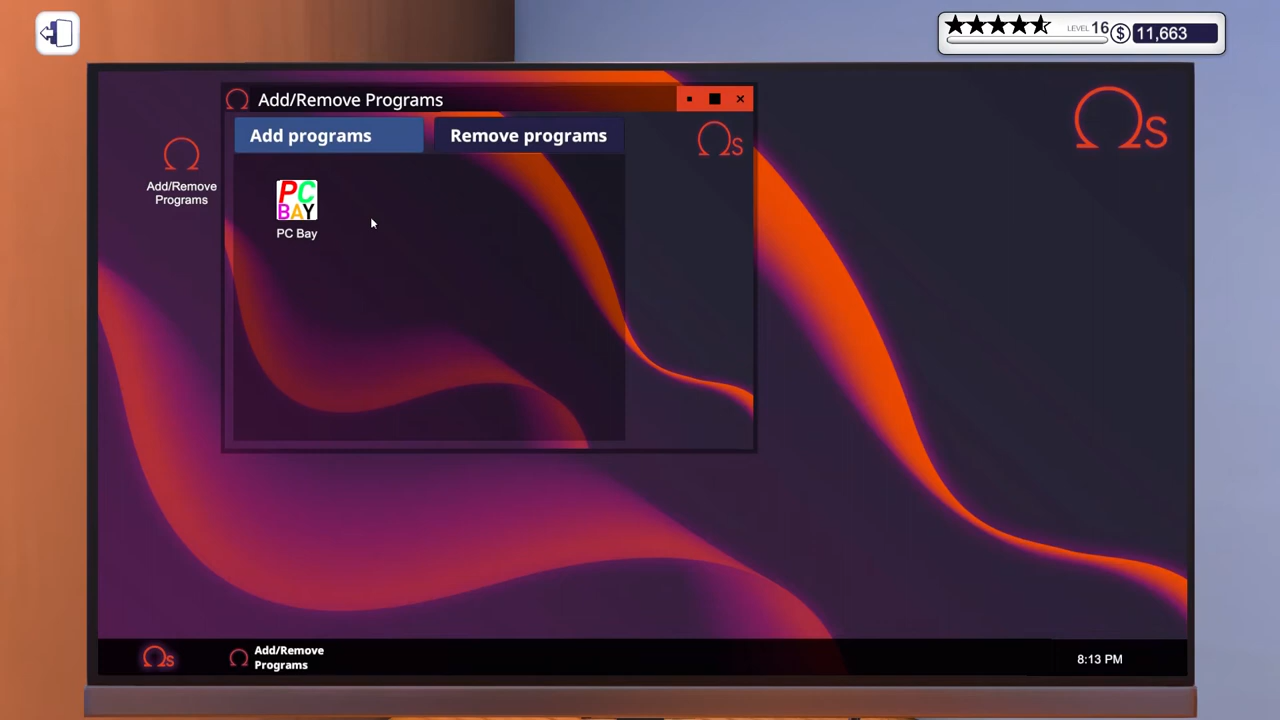 LEVEL 16
$ 11,663
Add/Remove Programs
Add programs
Remove programs
Ωs
Ωs
Add/Remove
Programs
PC
BAY
PC Bay
Ωs
Add/Remove
Programs
8:13 PM